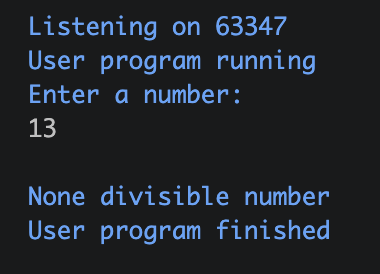 Listening on 63347
User program running
Enter a number:
13
None divisible number
User program finished